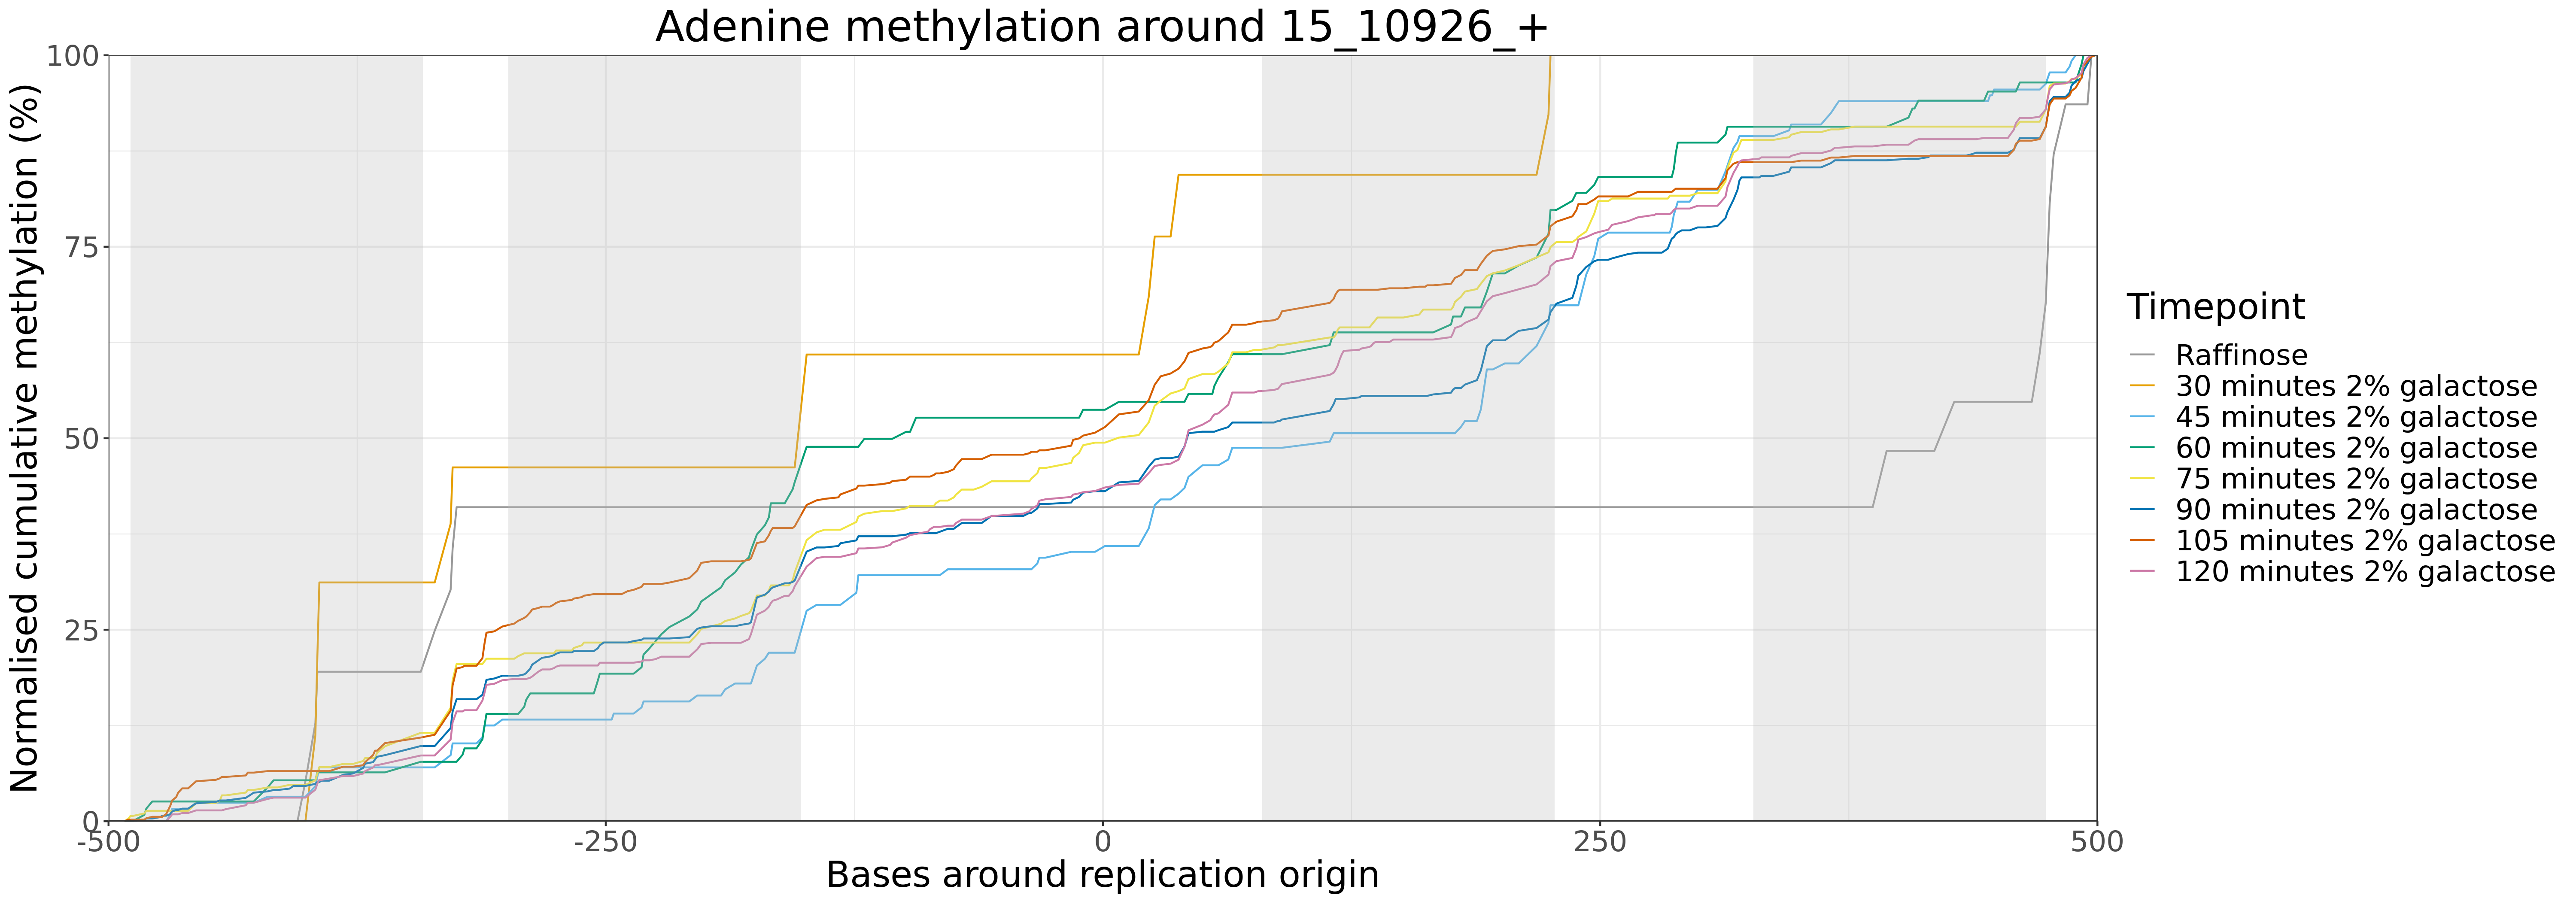 Adenine methylation around 15_10926_+
Normalised cumulative methylation (%)
100
75
50
25
0
-500
-250
0
250
500
Bases around replication origin
Timepoint
Raffinose
30 minutes 2% galactose
45 minutes 2% galactose
60 minutes 2% galactose
75 minutes 2% galactose
90 minutes 2% galactose
105 minutes 2% galactose
120 minutes 2% galactose